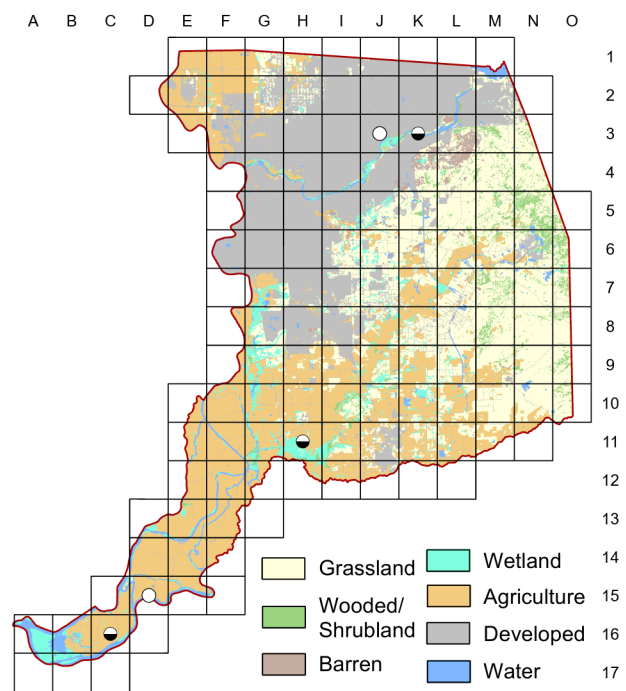 A B C D E F G H I J K L M N O
1
2
3
4
5
6
7
8
9
10
11
12
13
14
15
16
17
Grassland
Wooded/
Shrubland
Barren
Wetland
Agriculture
Developed
Water